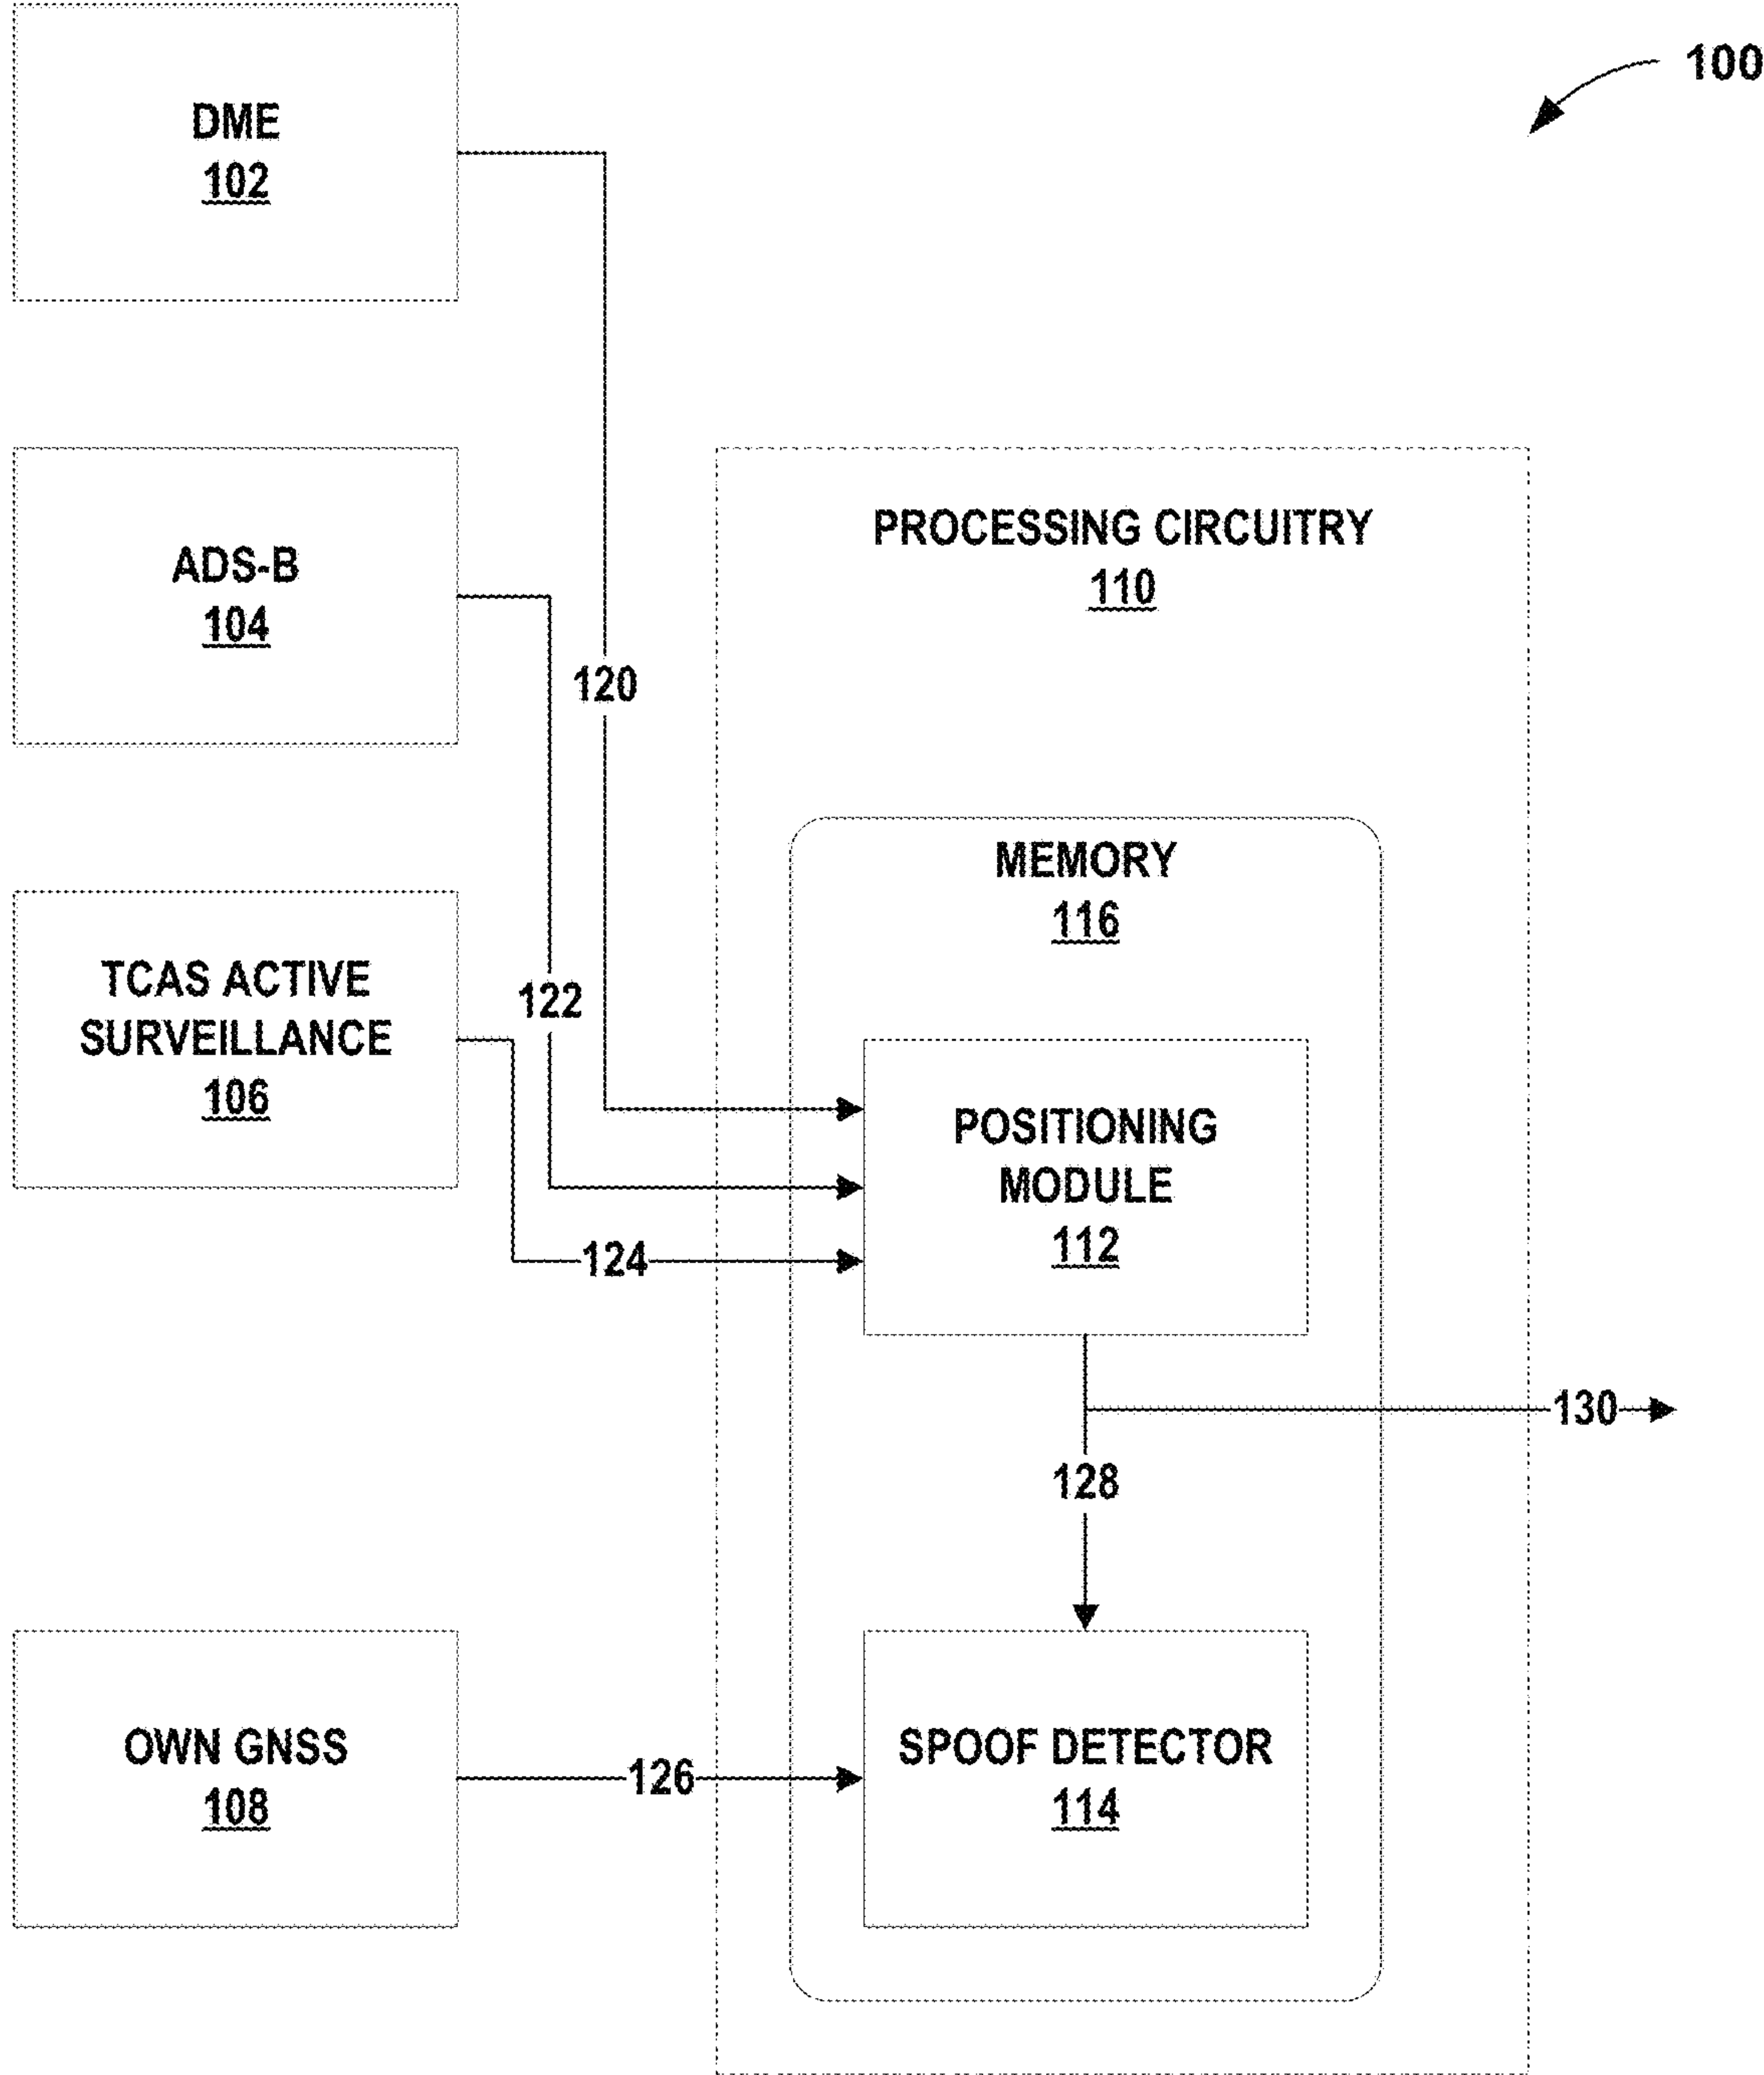 100
DME
102
ADS-B
104
120
PROCESSING CIRCUITRY
110
MEMORY
116
TCAS ACTIVE
SURVEILLANCE
106
122
124
POSITIONING
MODULE
112
130
128
OWN GNSS
108
126
SPOOF DETECTOR
114